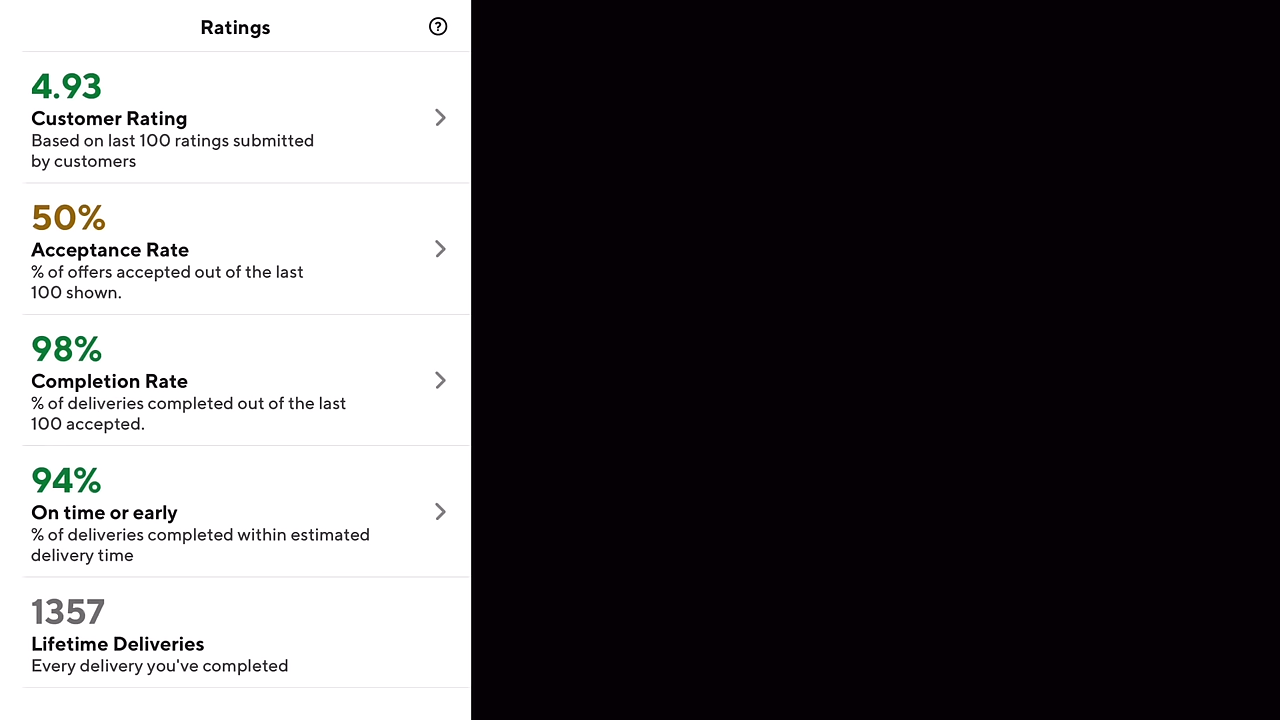 Ratings
4.93
Customer Rating
Based on last 100 ratings submitted
by customers
50%
Acceptance Rate
% of offers accepted out of the last
100 shown.
98%
Completion Rate
% of deliveries completed out of the last
100 accepted.
94%
On time or early
% of deliveries completed within estimated
delivery time
1357
Lifetime Deliveries
Every delivery you've completed